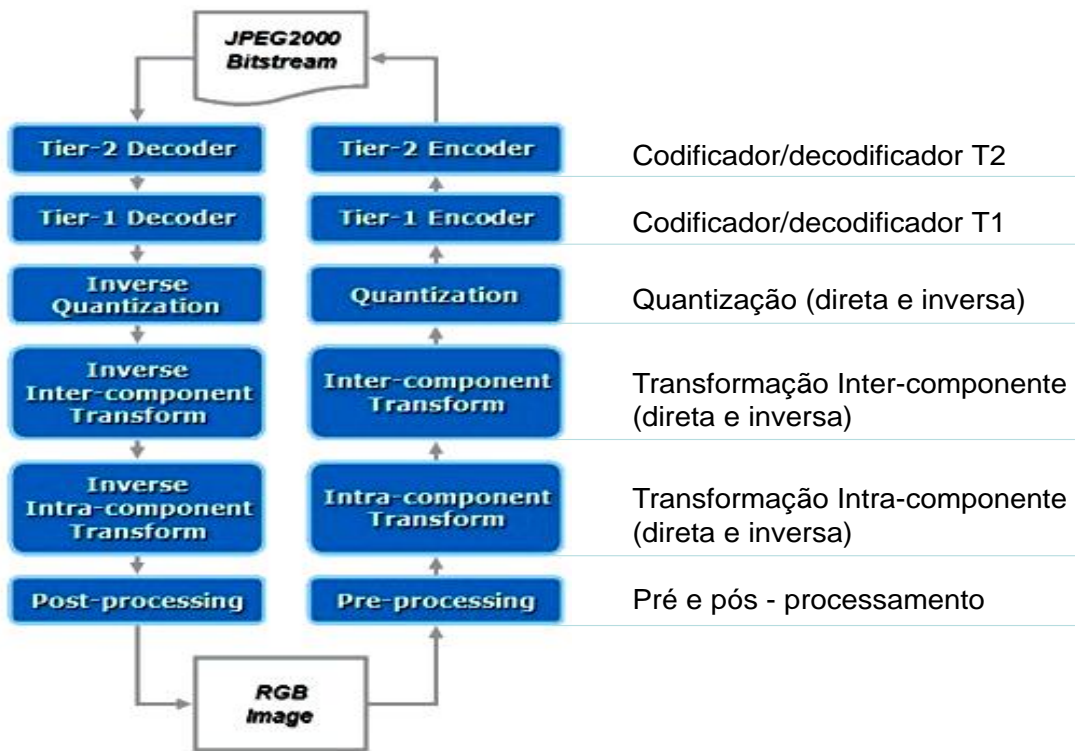 JPEG2000
Bitstream
Tier-2 Decoder
Tier-2 Encoder
Codificador/decodificador T2
Tier-1 Decoder
Tier-1 Encoder
Codificador/decodificador T1
Inverse
Quantization
Quantization
Quantização (direta e inversa)
Inverse
Inter-component
Transform
Inter-component
Transform
Transformação Inter-componente
(direta e inversa)
Inverse
Intra-component
Transform
Intra-component
Transform
Transformação Intra-componente
(direta e inversa)
Post-processing
Pre-processing
Pré e pós - processamento
RGB
Image